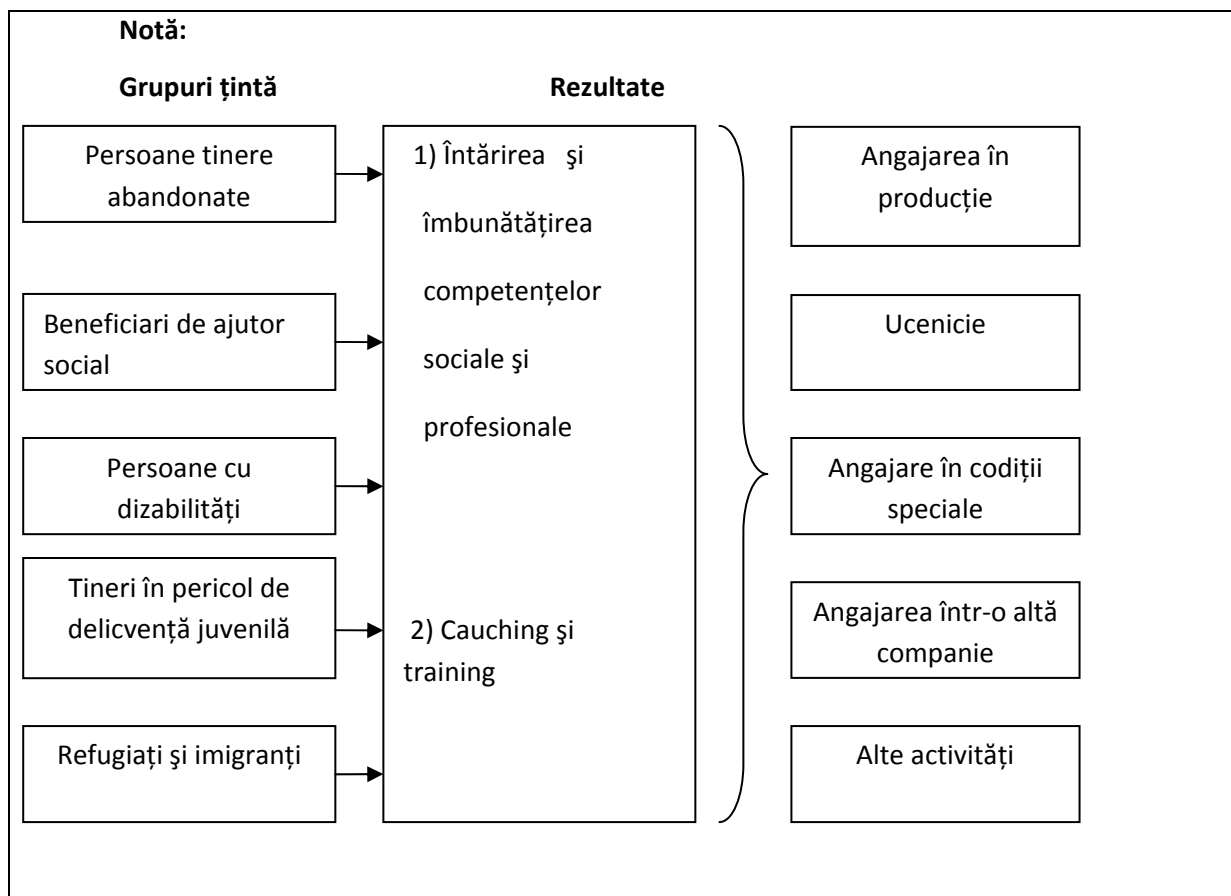 Notă:
Grupuri țintă
Rezultate
Persoane tinere
abandonate
Beneficiari de ajutor
social
Persoane cu
dizabilități
Tineri în pericol de
delicvență juvenilă
Refugiați şi imigranți
1) Întărirea şi
îmbunătățirea
competențelor
sociale şi
profesionale
2) Cauching şi
training
Angajarea în
producție
Ucenicie
Angajare în codiții
speciale
Angajarea într-o altă
companie
Alte activități